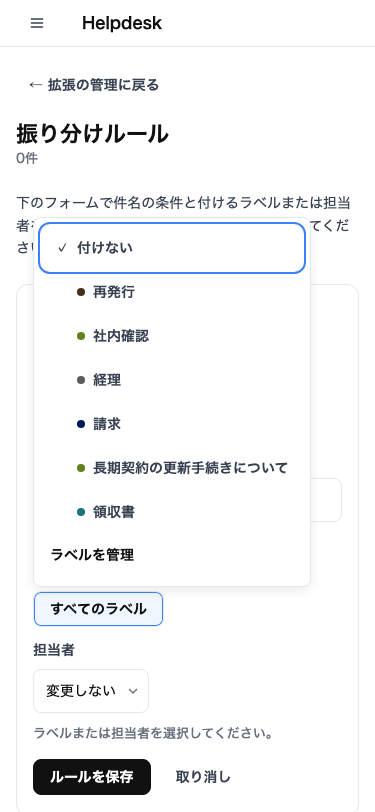 Helpdesk
← 拡張の管理に戻る
振り分けルール
0件
下のフォームで件名の条件と付けるラベルまたは担当
者
てくだ
さい
✓ 付けない
再発行
社内確認
経理
請求
長期契約の更新手続きについて
領収書
ラベルを管理
すべてのラベル
担当者
変更しない
ラベルまたは担当者を選択してください。
ルールを保存 取り消し